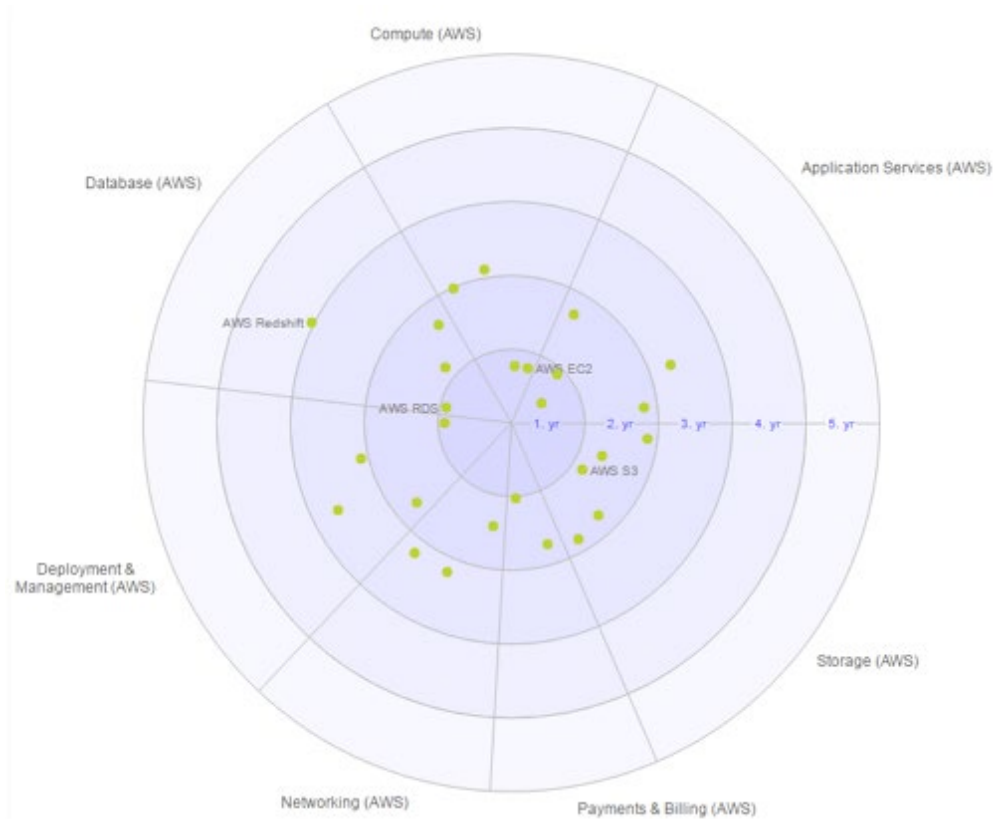 Compute (AWS)
Application Services (AWS)
Database (AWS)
AWS Redshift
AWS EC2
AWS RDS
1. yr
2. yr
3. yr
4. yr
5. yr
AWS S3
Deployment &
Management (AWS)
Storage (AWS)
Networking (AWS)
Payments & Billing (AWS)